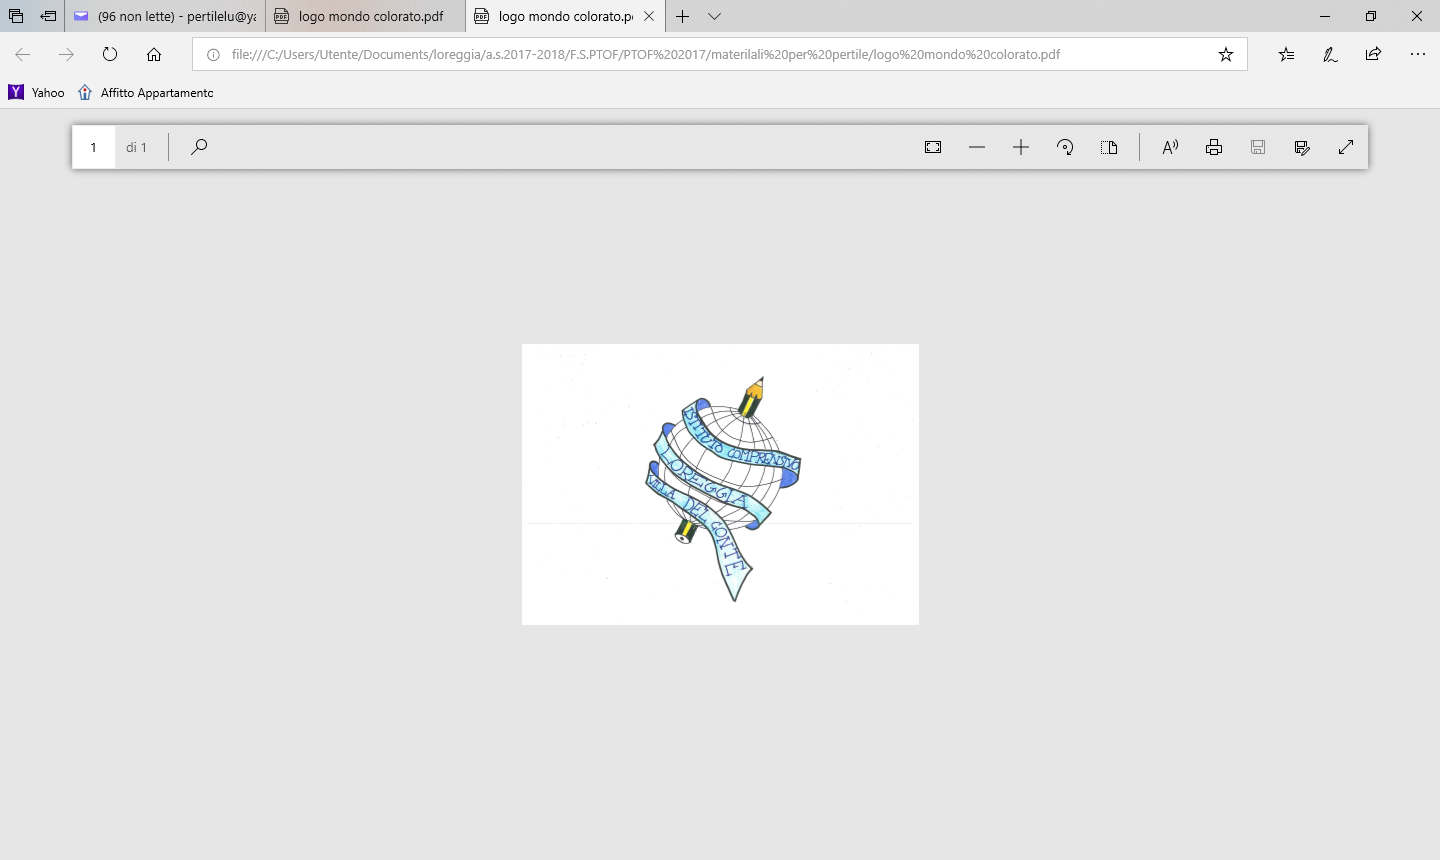 (96 non lette) - pertilelu@ya
logo mondo colorato.pdf
logo mondo colorato.p
file:///C:/Users/Utente/Documents/loreggia/a.s.2017-2018/F.S.PTOF/PTOF%202017/materilali%20per%20pertile/logo%20mondo%20colorato.pdf
Yahoo
Affitto Appartamento
1 di 1
ISTITUTO COMPRENSIVO
LOREGGIA
VILLA DEL CONTE